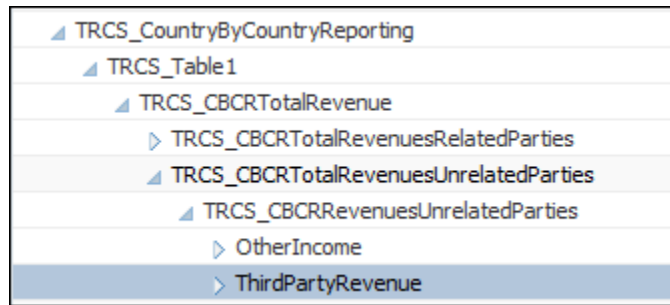 TRCS_CountryByCountryReporting
TRCS_Table1
TRCS_CBCRTotalRevenue
TRCS_CBCRTotalRevenuesRelatedParties
TRCS_CBCRTotalRevenuesUnrelatedParties
TRCS_CBCRRevenuesUnrelatedParties
OtherIncome
ThirdPartyRevenue